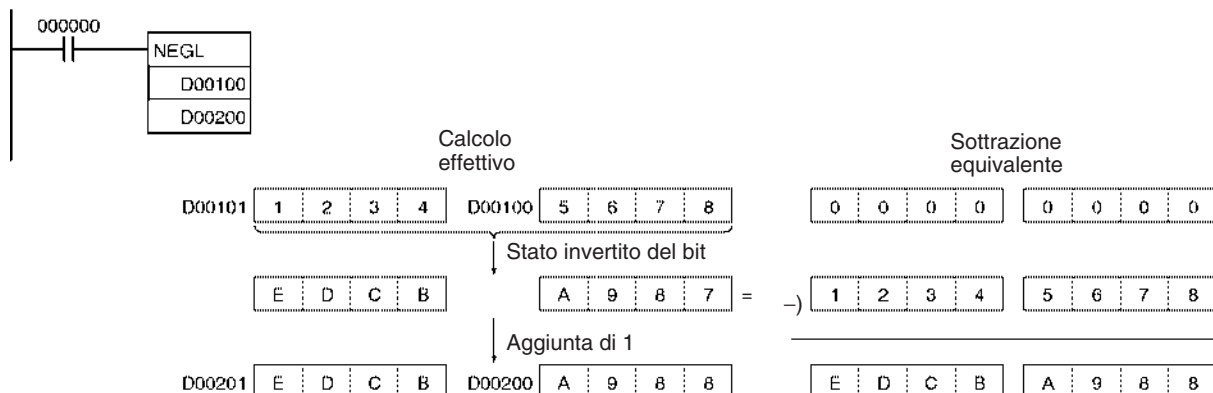 000000
NEGL
D00100
D00200
Calcolo
effettivo
Sottrazione
equivalente
D00101 1 2 3 4 D00100 5 6 7 8 0 0 0 0 0 0 0 0
Stato invertito del bit
E D C B A 9 8 7 = –) 1 2 3 4 5 6 7 8
Aggiunta di 1
D00201 E D C B D00200 A 9 8 8 E D C B A 9 8 8